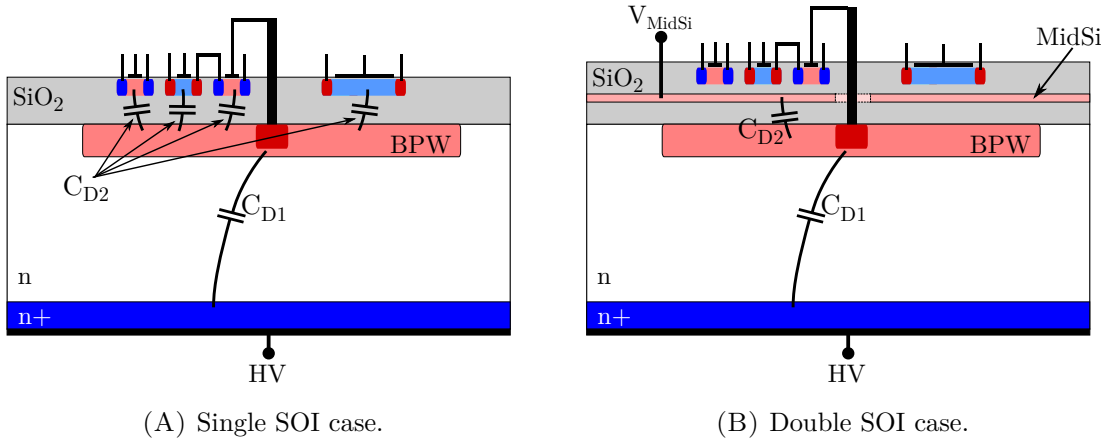 SiO2
BPW
CD2
CD1
n
n+
HV
(A) Single SOI case.
VMidSi
MidSi
SiO2
CD2
BPW
CD1
n
n+
HV
(B) Double SOI case.